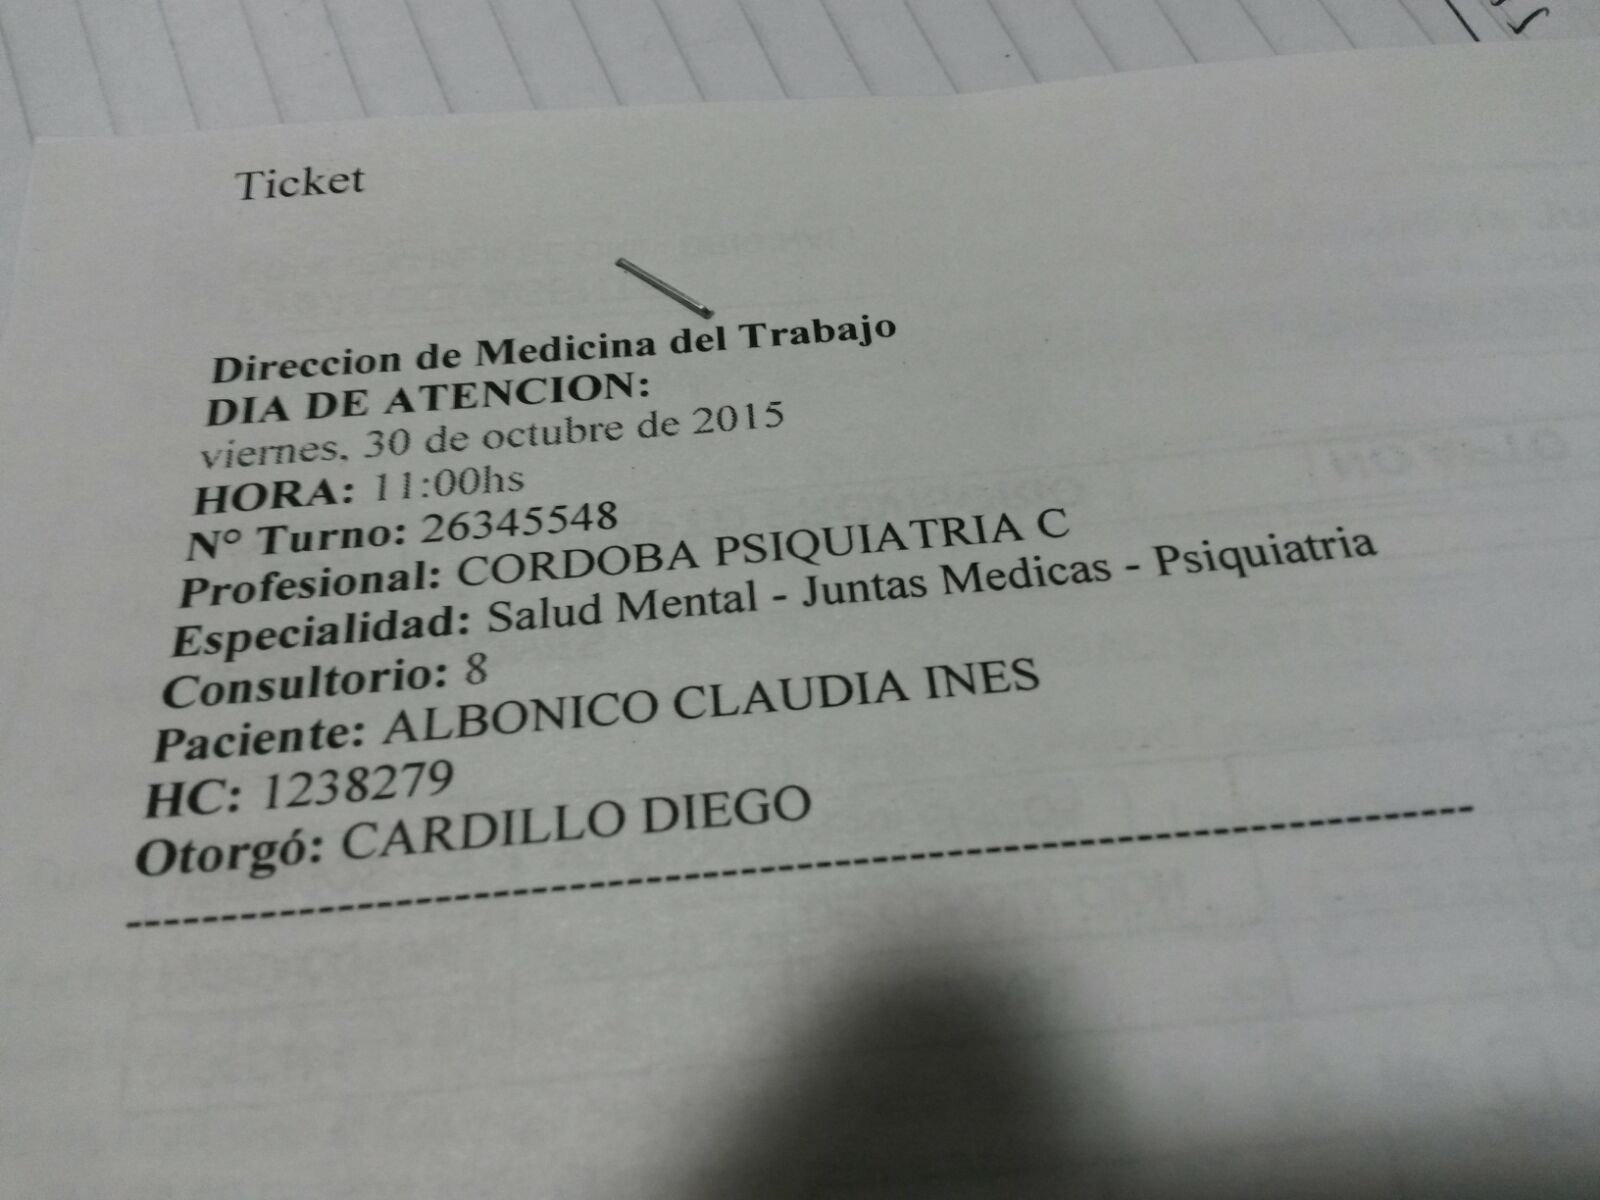 Ticket
Direccion de Medicina del Trabajo
DIA DE ATENCION:
viernes, 30 de octubre de 2015
HORA: 11:00hs
N° Turno: 26345548
Profesional: CORDOBA PSIQUIATRIA C
Especialidad: Salud Mental - Juntas Medicas - Psiquiatria
Consultorio: 8
Paciente: ALBONICO CLAUDIA INES
HC: 1238279
Otorgó: CARDILLO DIEGO